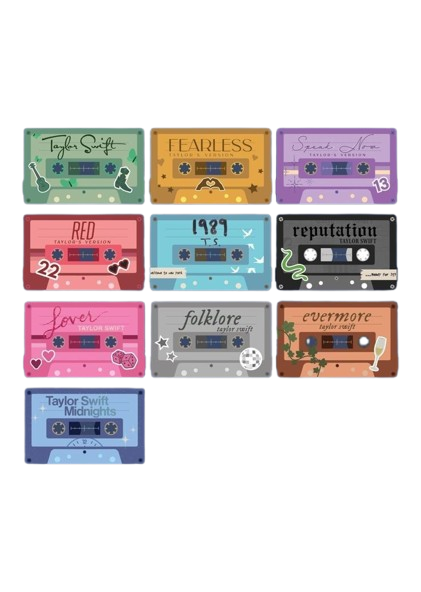 Taylor Swift
FEARLESS
TAYLOR'S VERSION
Speak Now
TAYLOR'S VERSION
13
RED
TAYLOR'S VERSION
22
1989
T.S.
reputation
TAYLOR SWIFT
Lover
TAYLOR SWIFT
folklore
taylor swift
evermore
taylor swift
Taylor Swift
Midnights